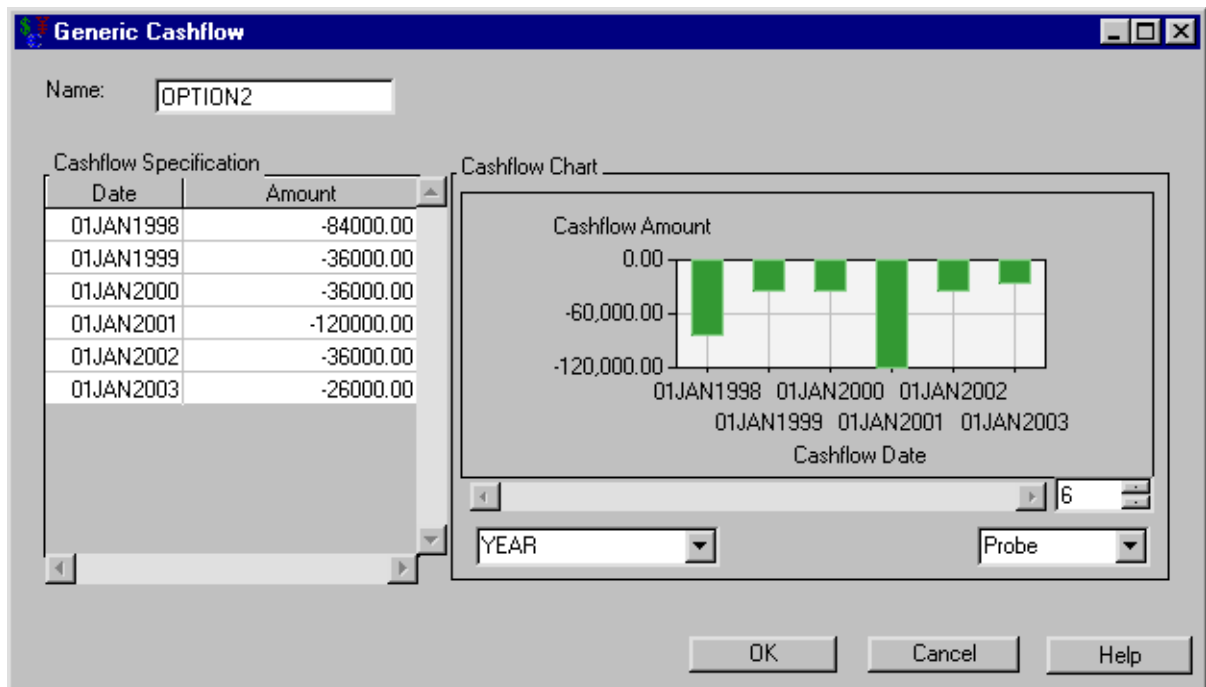 Generic Cashflow
Name: OPTION2
Cashflow Specification
Date Amount
01JAN1998 -84000.00
01JAN1999 -36000.00
01JAN2000 -36000.00
01JAN2001 -120000.00
01JAN2002 -36000.00
01JAN2003 -26000.00
Cashflow Chart
Cashflow Amount
0.00
-60,000.00
-120,000.00
01JAN1998 01JAN2000 01JAN2002
01JAN1999 01JAN2001 01JAN2003
Cashflow Date
6
YEAR Probe
OK Cancel Help